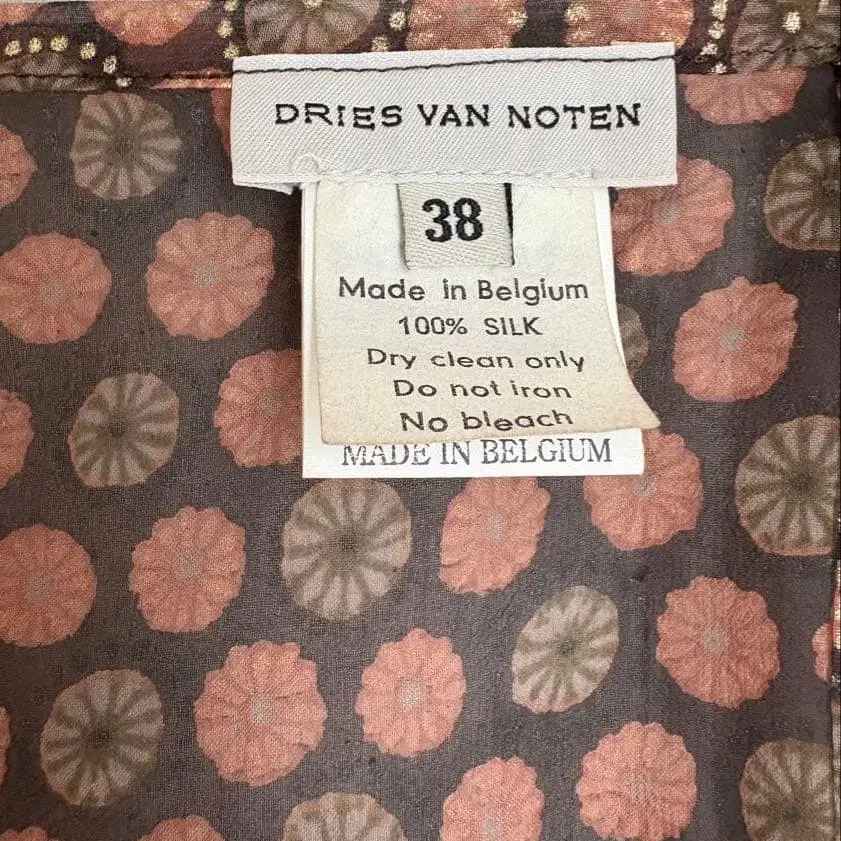 DRIES VAN NOTEN
38
Made in Belgium
100% SILK
Dry clean only
Do not iron
No bleach
MADE IN BELGIUM